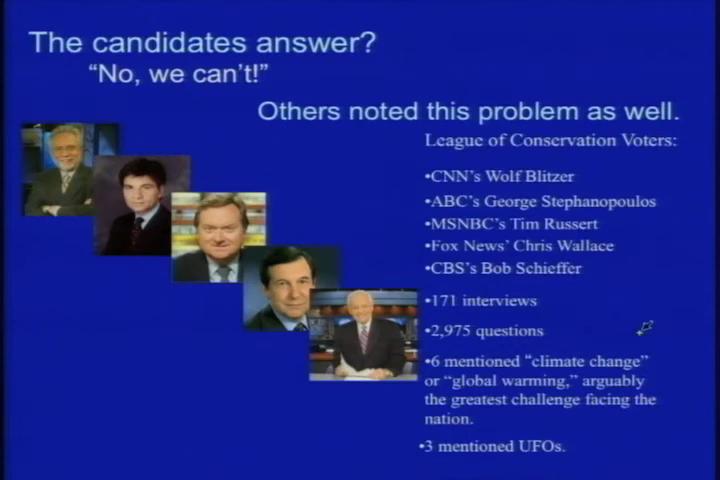 The candidates answer?
“No, we can’t!”
Others noted this problem as well.
League of Conservation Voters:
•CNN’s Wolf Blitzer
•ABC’s George Stephanopoulos
•MSNBC’s Tim Russert
•Fox News’ Chris Wallace
•CBS’s Bob Schieffer
•171 interviews
•2,975 questions
•6 mentioned “climate change”
or “global warming,” arguably
the greatest challenge facing the
nation.
•3 mentioned UFOs.